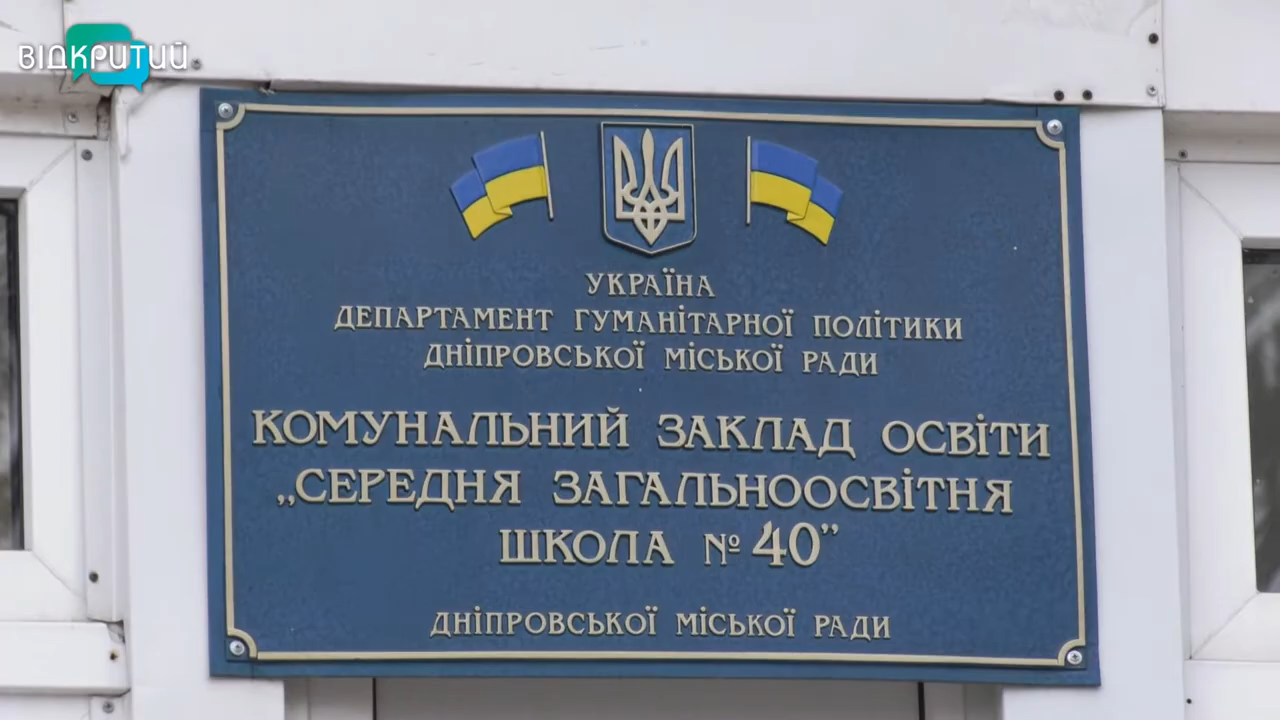 ВІДКРИТИЙ
УКРАЇНА
ДЕПАРТАМЕНТ ГУМАНІТАРНОЇ ПОЛІТИКИ
ДНІПРОВСЬКОЇ МІСЬКОЇ РАДИ
КОМУНАЛЬНИЙ ЗАКЛАД ОСВІТИ
„СЕРЕДНЯ ЗАГАЛЬНООСВІТНЯ
ШКОЛА № 40”
ДНІПРОВСЬКОЇ МІСЬКОЇ РАДИ